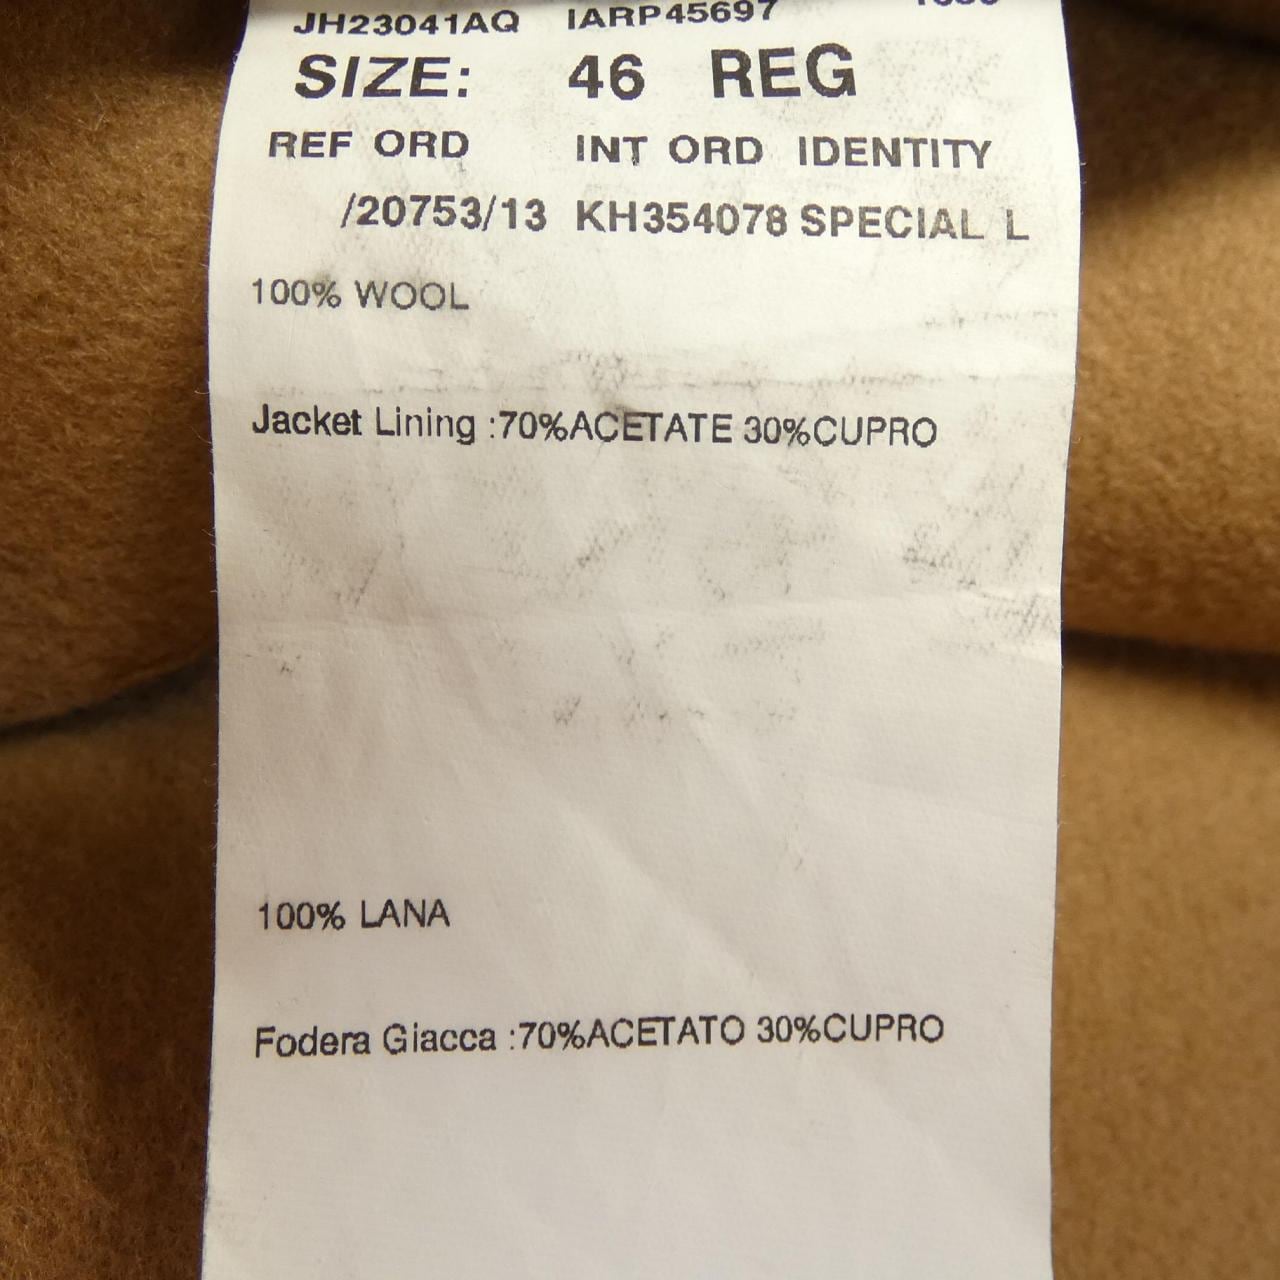 JH23041AQ IARP45697
SIZE: 46 REG
REF ORD INT ORD IDENTITY
/20753/13 KH354078 SPECIAL L
100% WOOL
Jacket Lining :70%ACETATE 30%CUPRO
100% LANA
Fodera Giacca :70%ACETATO 30%CUPRO